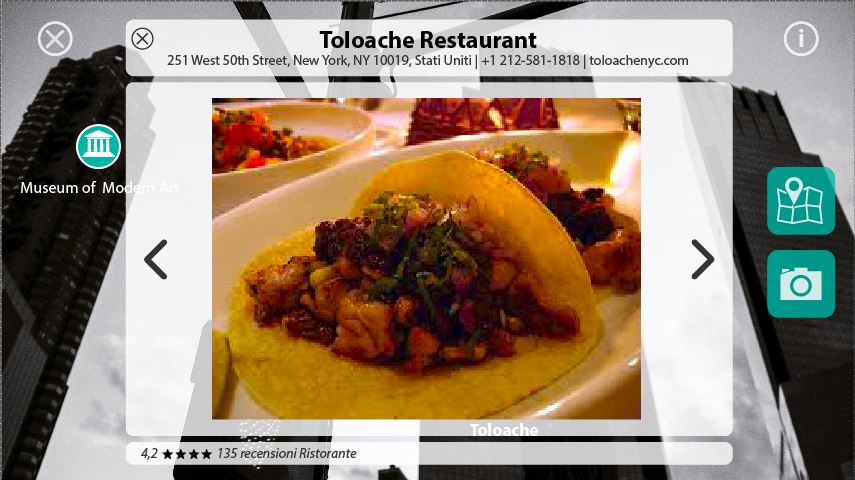 Toloache Restaurant
251 West 50th Street, New York, NY 10019, Stati Uniti | +1 212-581-1818 | toloachenyc.com
i
Museum of Modern Art
Toloache
4,2 ★★★★ 135 recensioni Ristorante